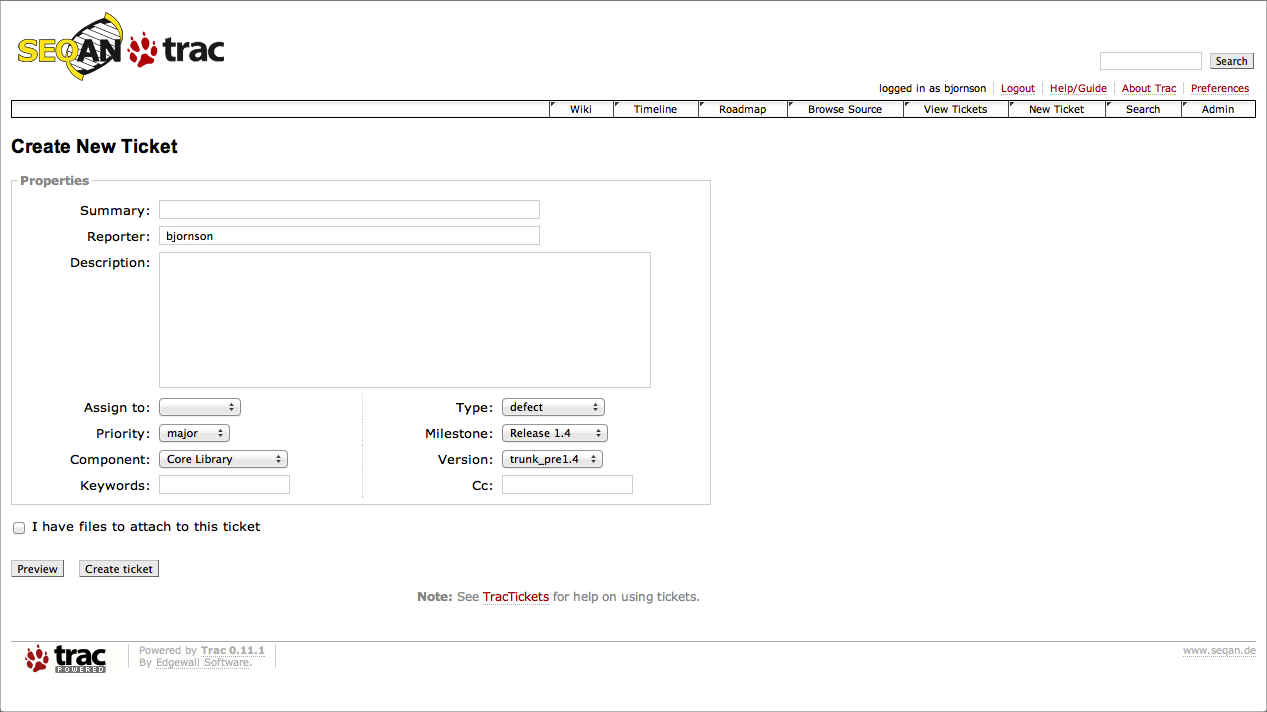 SEQAN trac
Search
logged in as bjornson Logout Help/Guide About Trac Preferences
Wiki Timeline Roadmap Browse Source View Tickets New Ticket Search Admin
Create New Ticket
Properties
Summary:
Reporter: bjornson
Description:
Assign to: Type: defect
Priority: major Milestone: Release 1.4
Component: Core Library Version: trunk_pre1.4
Keywords: Cc:
I have files to attach to this ticket
Preview Create ticket
Note: See TracTickets for help on using tickets.
trac POWERED
Powered by Trac 0.11.1
By Edgewall Software.
www.seqan.de